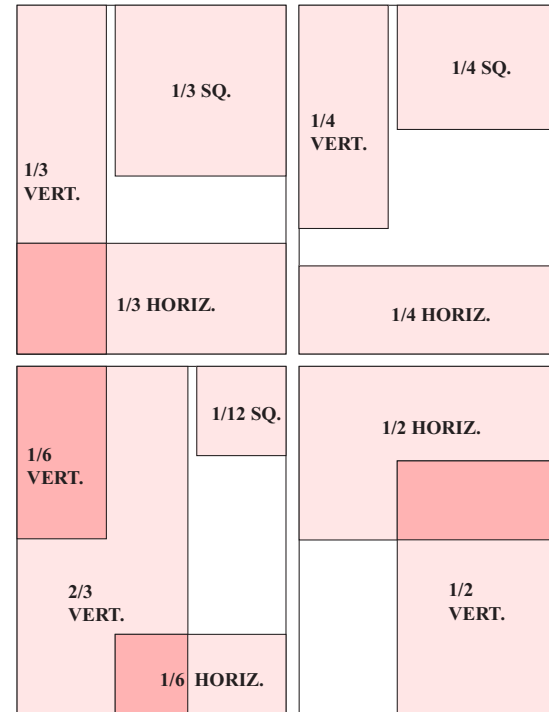 1/3 SQ.
1/3
VERT.
1/3 HORIZ.
1/4 SQ.
1/4
VERT.
1/4 HORIZ.
1/12 SQ.
1/6
VERT.
2/3
VERT.
1/6 HORIZ.
1/2 HORIZ.
1/2
VERT.